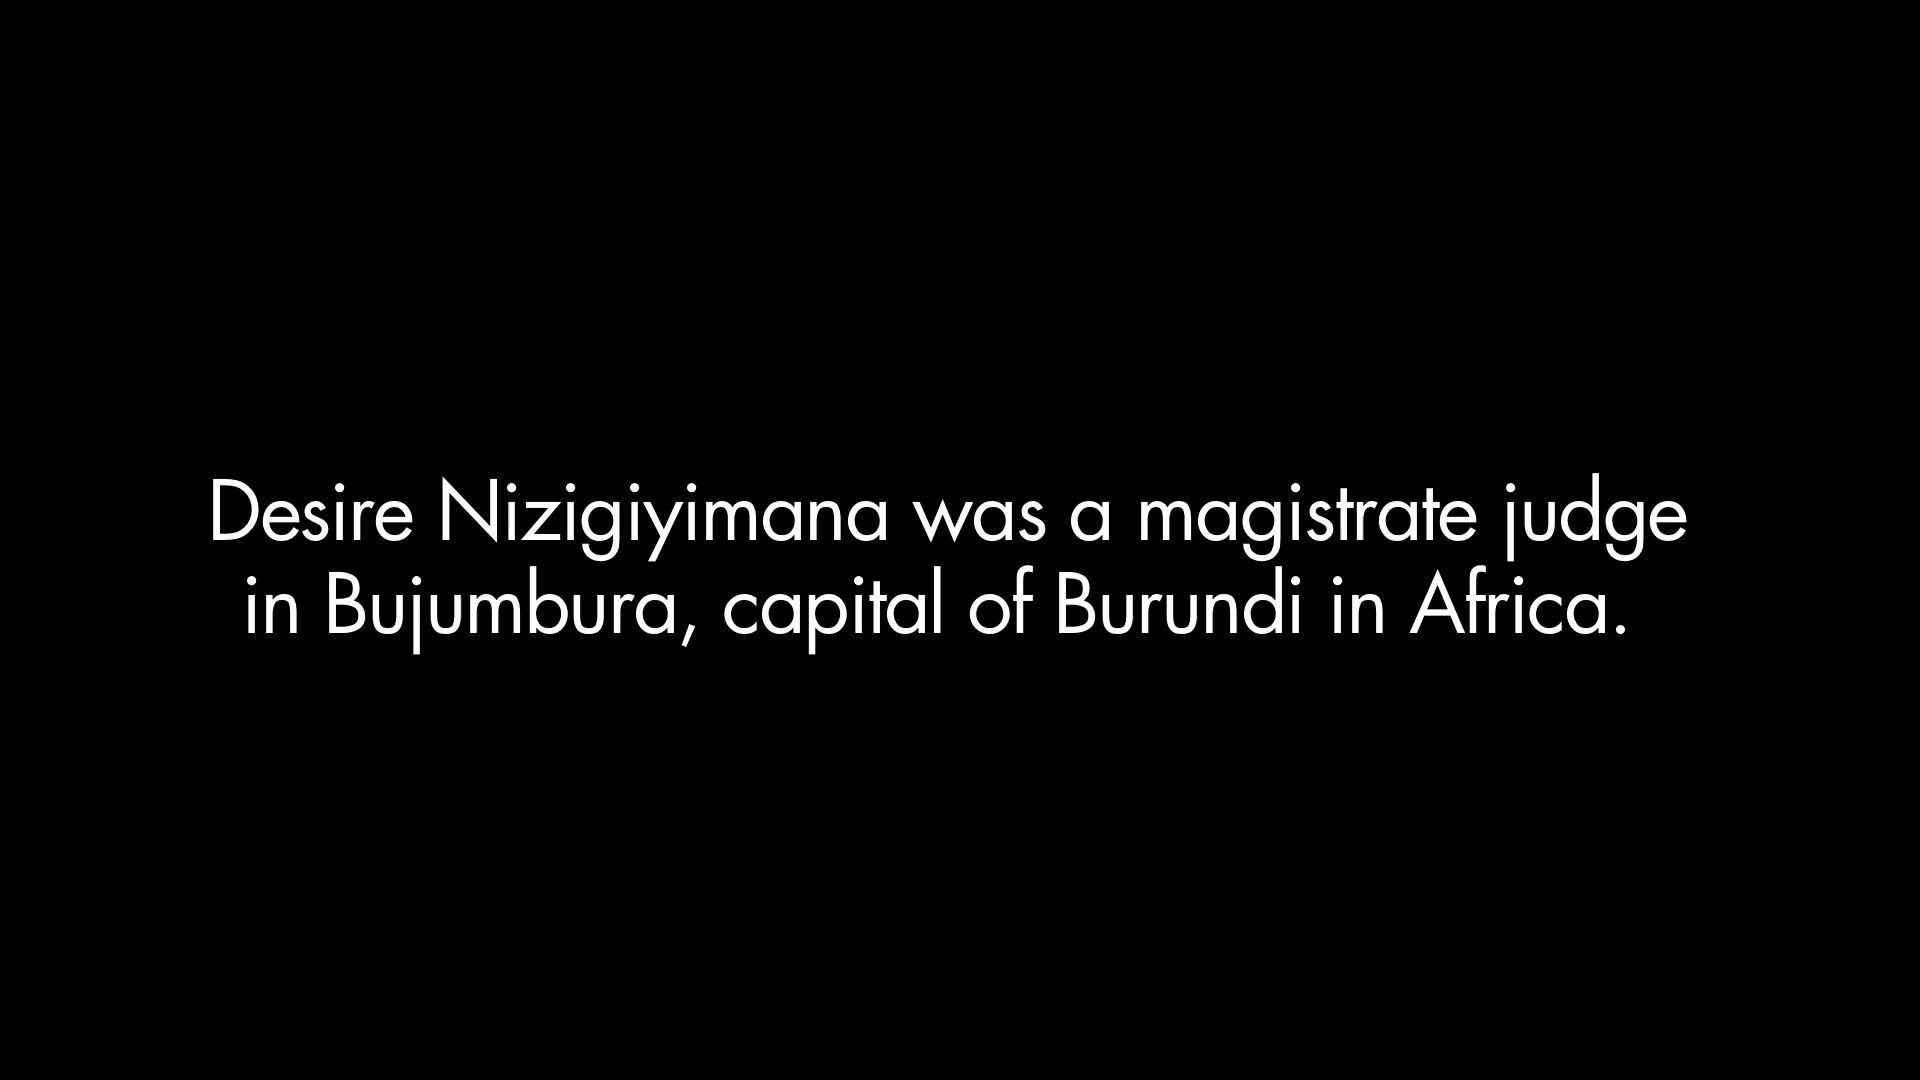 Desire Nizigiyimana was a magistrate judge
in Bujumbura, capital of Burundi in Africa.